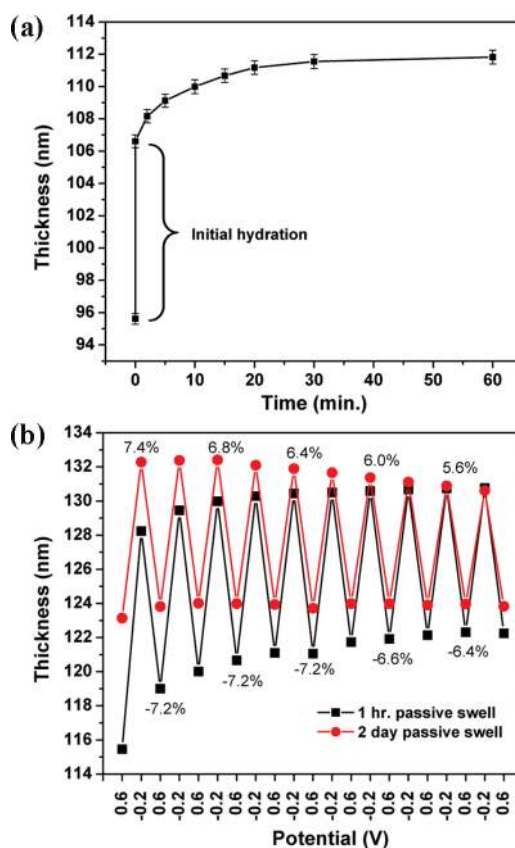 (a)
114
112
110
108
106
104
102
100
98
96
94
Thickness (nm)
Initial hydration
0 10 20 30 40 50 60
Time (min.)
(b)
134
132
130
128
126
124
122
120
118
116
114
Thickness (nm)
7.4% 6.8% 6.4% 6.0% 5.6%
-7.2% -7.2% -7.2% -6.6% -6.4%
1 hr. passive swell
2 day passive swell
0.6 -0.2 0.6 -0.2 0.6 -0.2 0.6 -0.2 0.6 -0.2 0.6 -0.2 0.6 -0.2 0.6 -0.2 0.6 -0.2 0.6 -0.2 0.6
Potential (V)